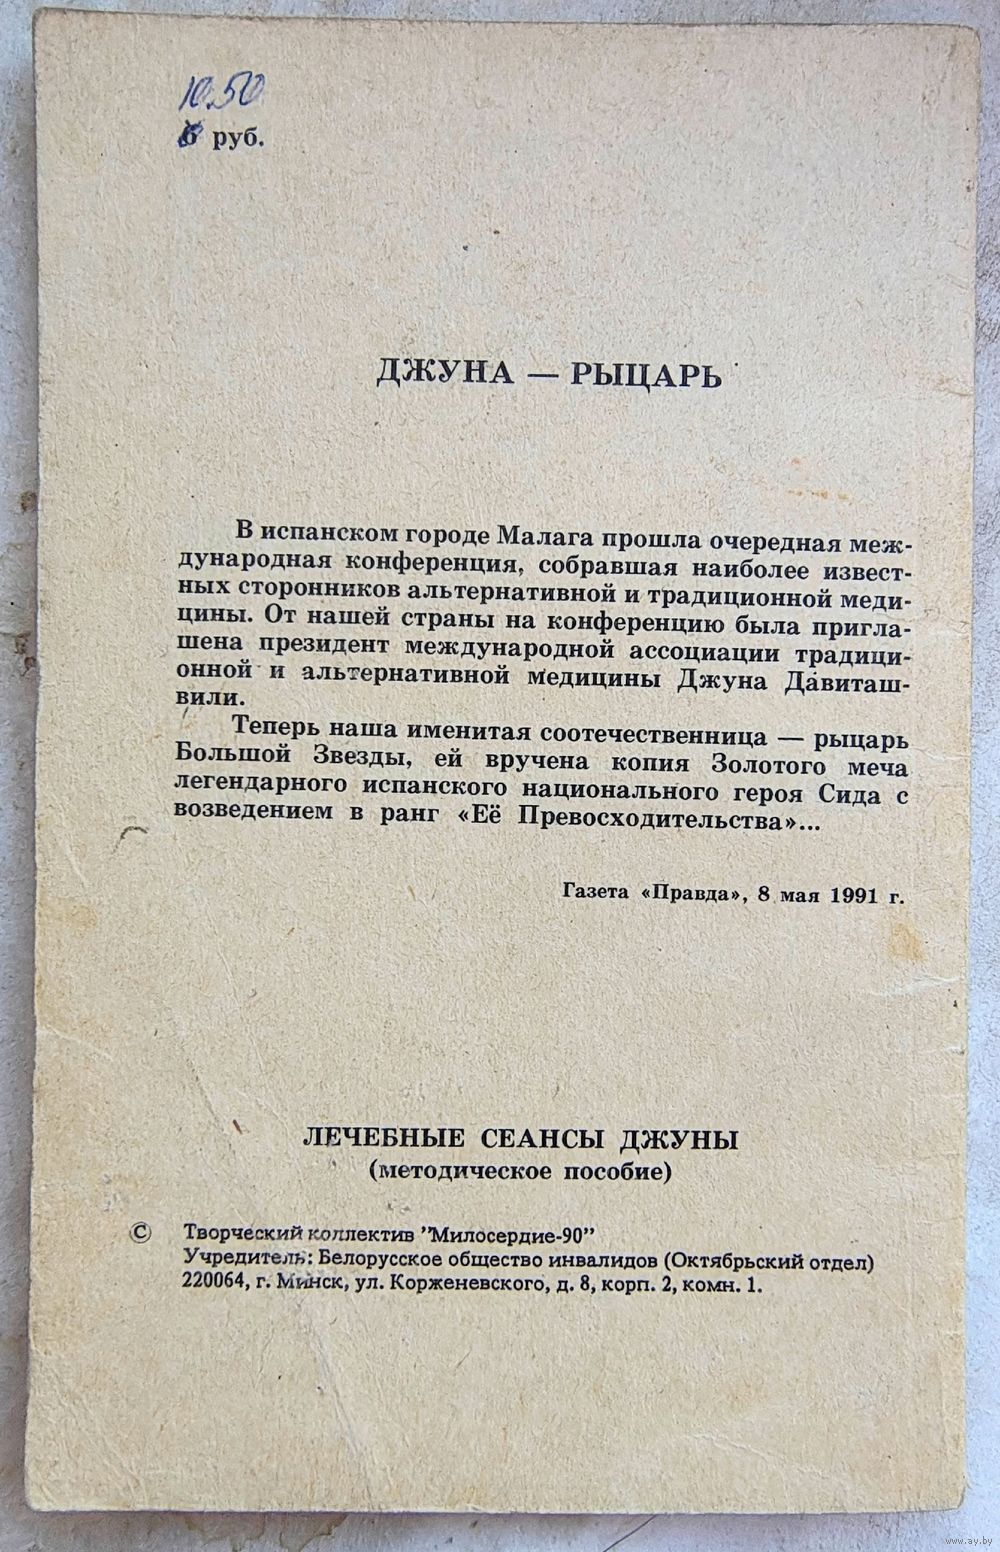 10.50
6 руб.
ДЖУНА — РЫЦАРЬ
В испанском городе Малага прошла очередная меж-
дународная конференция, собравшая наиболее извест-
ных сторонников альтернативной и традиционной меди-
цины. От нашей страны на конференцию была пригла-
шена президент международной ассоциации традици-
онной и альтернативной медицины Джуна Давиташ-
вили.
Теперь наша именитая соотечественница — рыцарь
Большой Звезды, ей вручена копия Золотого меча
легендарного испанского национального героя Сида с
возведением в ранг «Её Превосходительства»...
Газета «Правда», 8 мая 1991 г.
ЛЕЧЕБНЫЕ СЕАНСЫ ДЖУНЫ
(методическое пособие)
© Творческий коллектив "Милосердие-90"
Учредитель: Белорусское общество инвалидов (Октябрьский отдел)
220064, г. Минск, ул. Корженевского, д. 8, корп. 2, комн. 1.
www.ay.by